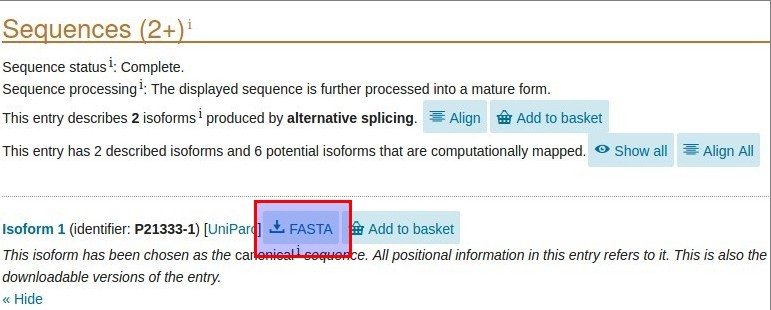 Sequences (2+)i
Sequence statusi: Complete.
Sequence processingi: The displayed sequence is further processed into a mature form.
This entry describes 2 isoformsi produced by alternative splicing. Align Add to basket
This entry has 2 described isoforms and 6 potential isoforms that are computationally mapped. Show all Align All
Isoform 1 (identifier: P21333-1) [UniParc] FASTA Add to basket
This isoform has been chosen as the canonicali sequence. All positional information in this entry refers to it. This is also the
downloadable versions of the entry.
« Hide